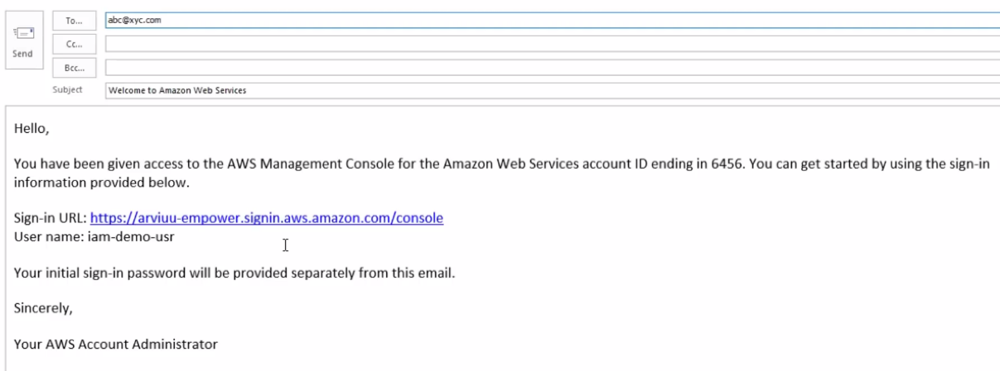 To...
abc@xyc.com
Cc...
Send
Bcc...
Subject
Welcome to Amazon Web Services
Hello,
You have been given access to the AWS Management Console for the Amazon Web Services account ID ending in 6456. You can get started by using the sign-in
information provided below.
Sign-in URL: https://arviuu-empower.signin.aws.amazon.com/console
User name: iam-demo-usr
Your initial sign-in password will be provided separately from this email.
Sincerely,
Your AWS Account Administrator